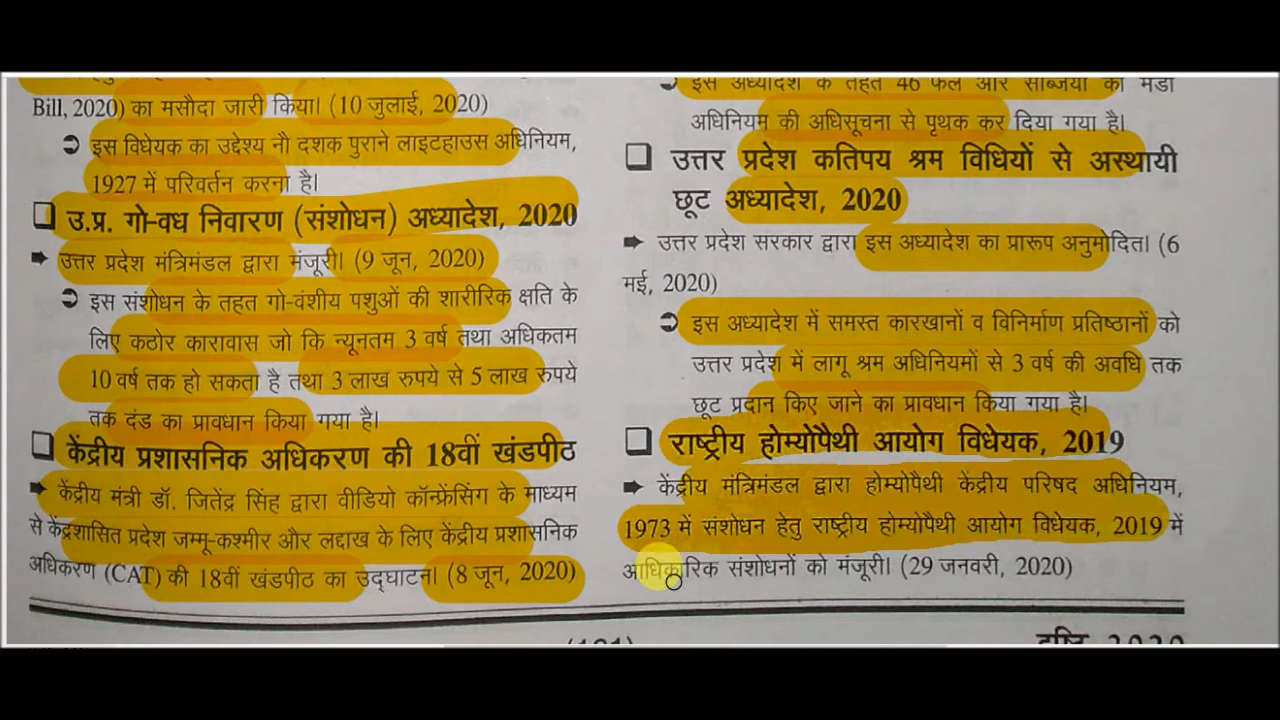 Bill, 2020) का मसौदा जारी किया। (10 जुलाई, 2020)
➲ इस विधेयक का उद्देश्य नौ दशक पुराने लाइटहाउस अधिनियम,
1927 में परिवर्तन करना है।
❑ उ.प्र. गो-वध निवारण (संशोधन) अध्यादेश, 2020
➡ उत्तर प्रदेश मंत्रिमंडल द्वारा मंजूरी। (9 जून, 2020)
➲ इस संशोधन के तहत गो-वंशीय पशुओं की शारीरिक क्षति के
लिए कठोर कारावास जो कि न्यूनतम 3 वर्ष तथा अधिकतम
10 वर्ष तक हो सकता है तथा 3 लाख रुपये से 5 लाख रुपये
तक दंड का प्रावधान किया गया है।
❑ केंद्रीय प्रशासनिक अधिकरण की 18वीं खंडपीठ
➡ केंद्रीय मंत्री डॉ. जितेंद्र सिंह द्वारा वीडियो कॉन्फ्रेंसिंग के माध्यम
से केंद्रशासित प्रदेश जम्मू-कश्मीर और लद्दाख के लिए केंद्रीय प्रशासनिक
अधिकरण (CAT) की 18वीं खंडपीठ का उद्घाटन। (8 जून, 2020)
➲ इस अध्यादेश के तहत 46 फल और सब्जियों को मंडी
अधिनियम की अधिसूचना से पृथक कर दिया गया है।
❑ उत्तर प्रदेश कतिपय श्रम विधियों से अस्थायी
छूट अध्यादेश, 2020
➡ उत्तर प्रदेश सरकार द्वारा इस अध्यादेश का प्रारूप अनुमोदित। (6
मई, 2020)
➲ इस अध्यादेश में समस्त कारखानों व विनिर्माण प्रतिष्ठानों को
उत्तर प्रदेश में लागू श्रम अधिनियमों से 3 वर्ष की अवधि तक
छूट प्रदान किए जाने का प्रावधान किया गया है।
❑ राष्ट्रीय होम्योपैथी आयोग विधेयक, 2019
➡ केंद्रीय मंत्रिमंडल द्वारा होम्योपैथी केंद्रीय परिषद अधिनियम,
1973 में संशोधन हेतु राष्ट्रीय होम्योपैथी आयोग विधेयक, 2019 में
आधिकारिक संशोधनों को मंजूरी। (29 जनवरी, 2020)